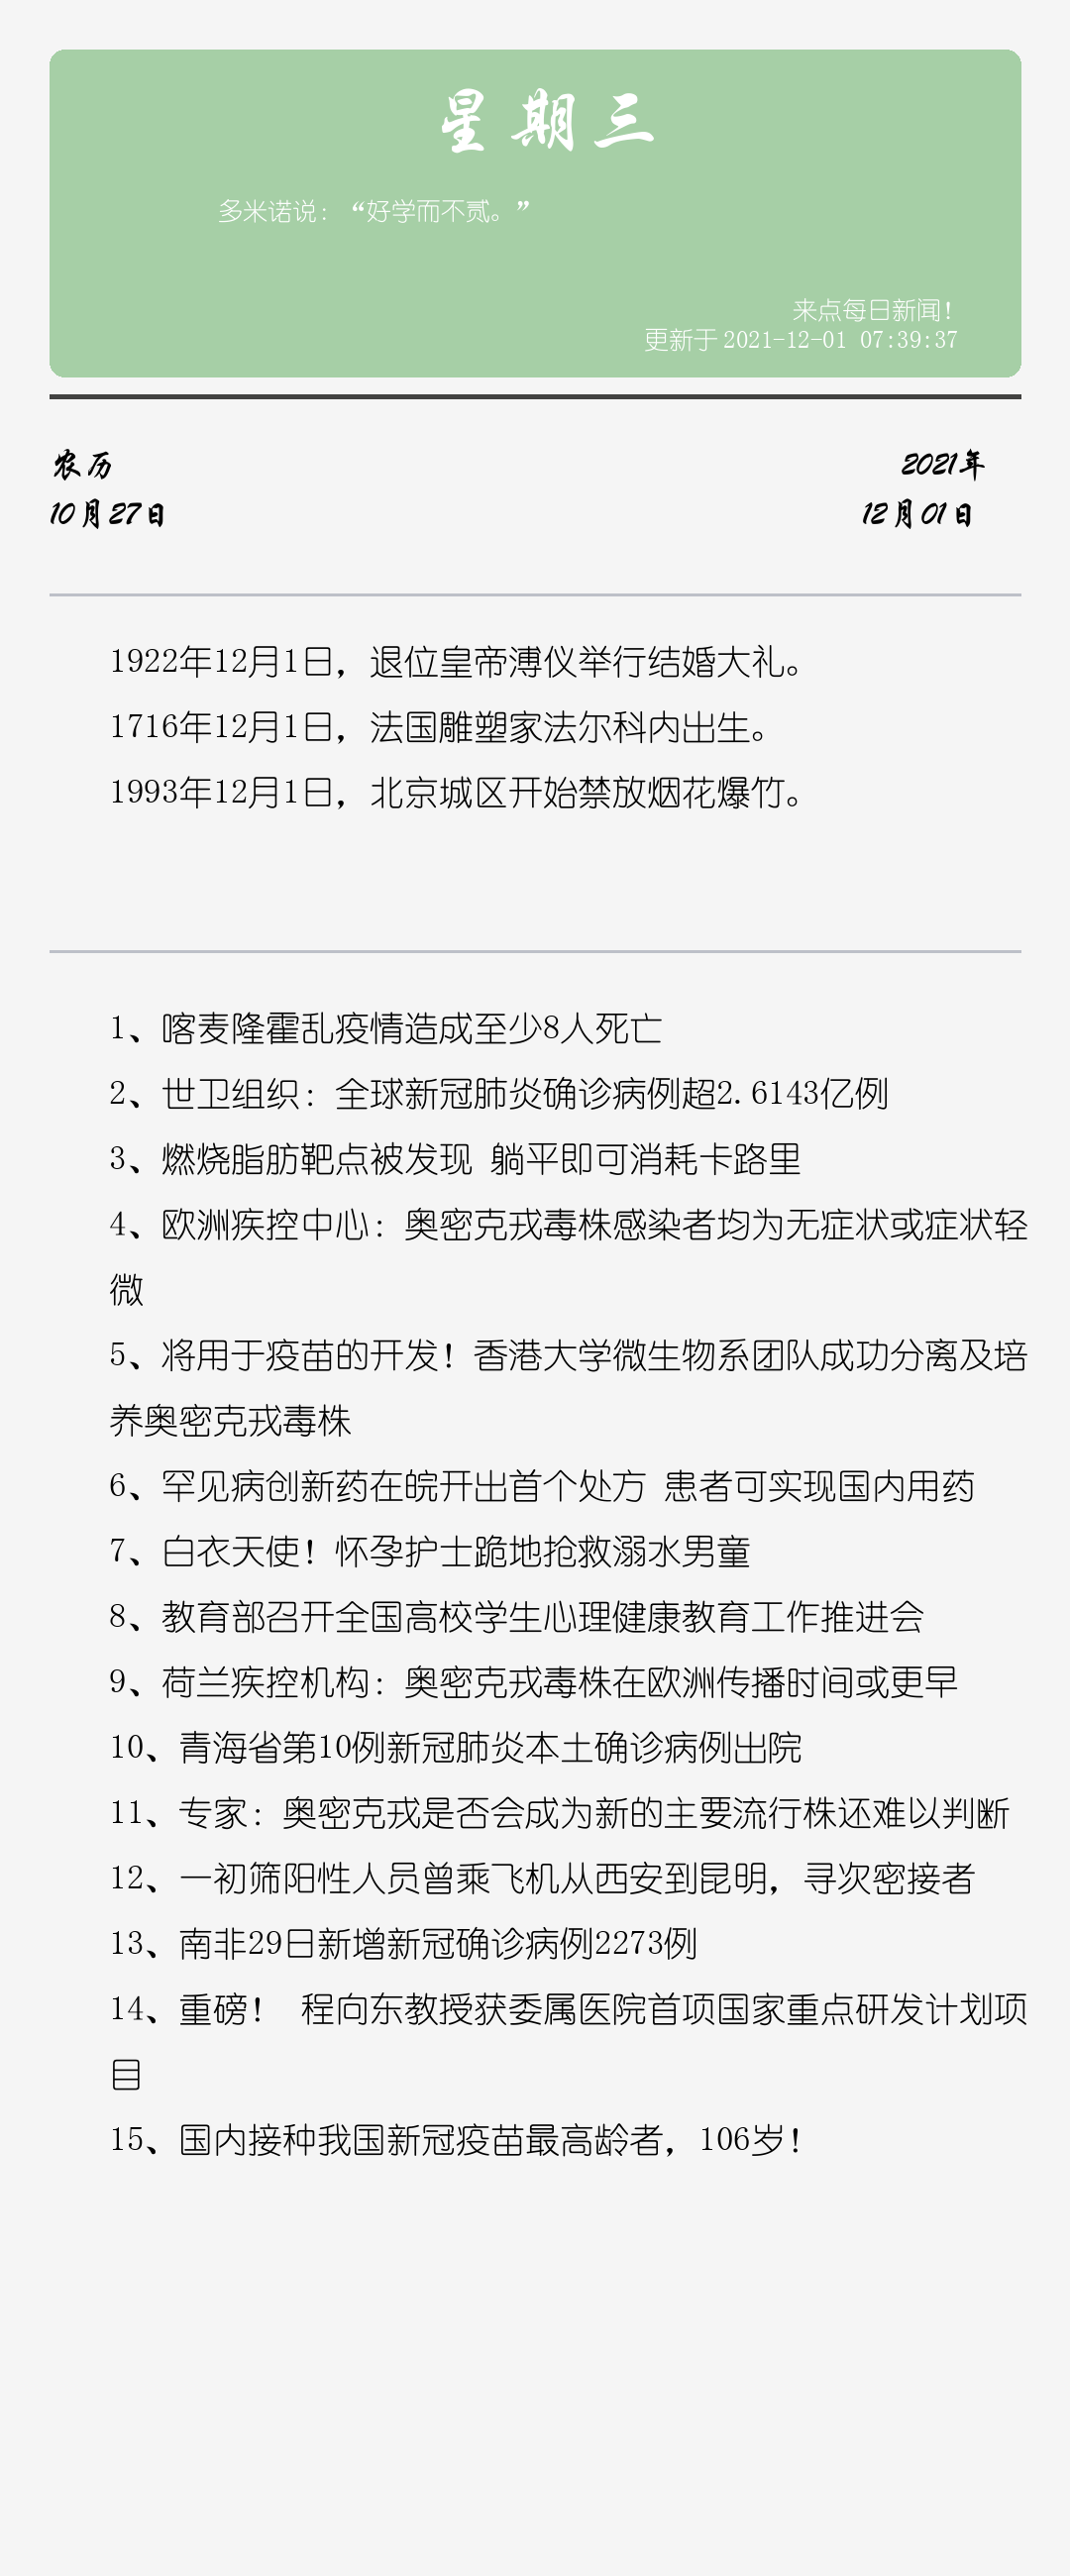 星期三
多米诺说：“好学而不贰。”
来点每日新闻！
更新于 2021-12-01 07:39:37
农历
2021年
10月27日
12月01日
1922年12月1日，退位皇帝溥仪举行结婚大礼。
1716年12月1日，法国雕塑家法尔科内出生。
1993年12月1日，北京城区开始禁放烟花爆竹。
1、喀麦隆霍乱疫情造成至少8人死亡
2、世卫组织：全球新冠肺炎确诊病例超2.6143亿例
3、燃烧脂肪靶点被发现 躺平即可消耗卡路里
4、欧洲疾控中心：奥密克戎毒株感染者均为无症状或症状轻
微
5、将用于疫苗的开发！香港大学微生物系团队成功分离及培
养奥密克戎毒株
6、罕见病创新药在皖开出首个处方 患者可实现国内用药
7、白衣天使！怀孕护士跪地抢救溺水男童
8、教育部召开全国高校学生心理健康教育工作推进会
9、荷兰疾控机构：奥密克戎毒株在欧洲传播时间或更早
10、青海省第10例新冠肺炎本土确诊病例出院
11、专家：奥密克戎是否会成为新的主要流行株还难以判断
12、一初筛阳性人员曾乘飞机从西安到昆明，寻次密接者
13、南非29日新增新冠确诊病例2273例
14、重磅！ 程向东教授获委属医院首项国家重点研发计划项
目
15、国内接种我国新冠疫苗最高龄者，106岁！